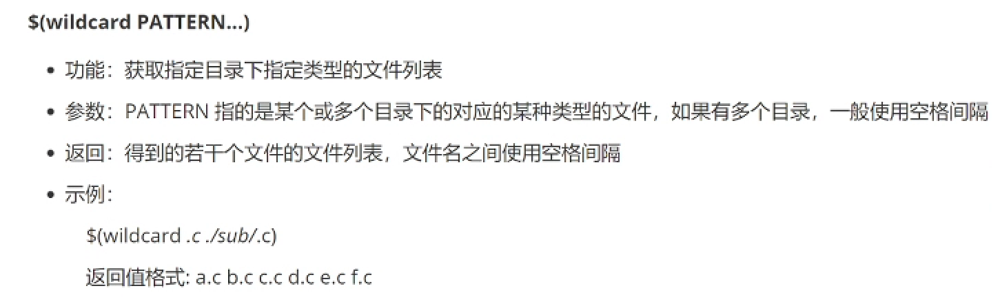 $(wildcard PATTERN...)
• 功能：获取指定目录下指定类型的文件列表
• 参数：PATTERN 指的是某个或多个目录下的对应的某种类型的文件，如果有多个目录，一般使用空格间隔
• 返回：得到的若干个文件的文件列表，文件名之间使用空格间隔
• 示例：
$(wildcard .c ./sub/.c)
返回值格式: a.c b.c c.c d.c e.c f.c